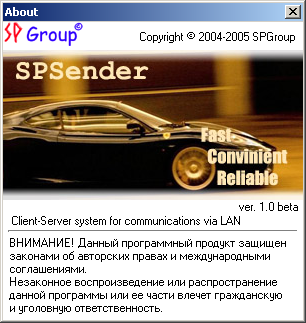 About
SP Group©
Copyright © 2004-2005 SPGroup
SPSender
Fast
Convinient
Reliable
ver. 1.0 beta
Client-Server system for communications via LAN
ВНИМАНИЕ! Данный программный продукт защищен
законами об авторских правах и международными
соглашениями.
Незаконное воспроизведение или распространение
данной программы или ее части влечет гражданскую
и уголовную ответственность.